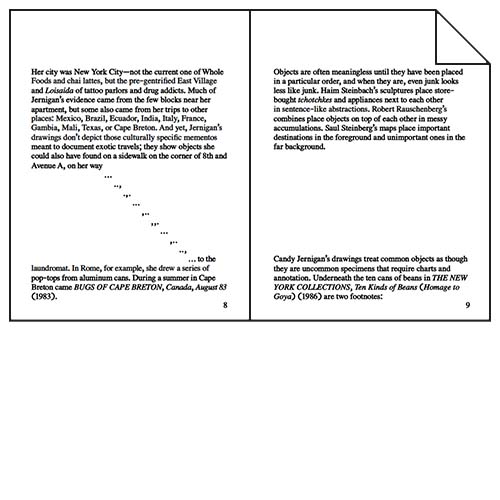 Her city was New York City—not the current one of Whole
Foods and chai lattes, but the pre-gentrified East Village
and Loisaida of tattoo parlors and drug addicts. Much of
Jernigan's evidence came from the few blocks near her
apartment, but some also came from her trips to other
places: Mexico, Brazil, Ecuador, India, Italy, France,
Gambia, Mali, Texas, or Cape Breton. And yet, Jernigan's
drawings don't depict those culturally specific mementos
meant to document exotic travels; they show objects she
could also have found on a sidewalk on the corner of 8th and
Avenue A, on her way
...
..,
.,.
...
,..
,,.
...
,..
..,
... to the
laundromat. In Rome, for example, she drew a series of
pop-tops from aluminum cans. During a summer in Cape
Breton came BUGS OF CAPE BRETON, Canada, August 83
(1983).
8
Objects are often meaningless until they have been placed
in a particular order, and when they are, even junk looks
less like junk. Haim Steinbach's sculptures place store-
bought tchotchkes and appliances next to each other
in sentence-like abstractions. Robert Rauschenberg's
combines place objects on top of each other in messy
accumulations. Saul Steinberg's maps place important
destinations in the foreground and unimportant ones in the
far background.
Candy Jernigan's drawings treat common objects as though
they are uncommon specimens that require charts and
annotation. Underneath the ten cans of beans in THE NEW
YORK COLLECTIONS, Ten Kinds of Beans (Homage to
Goya) (1986) are two footnotes:
9